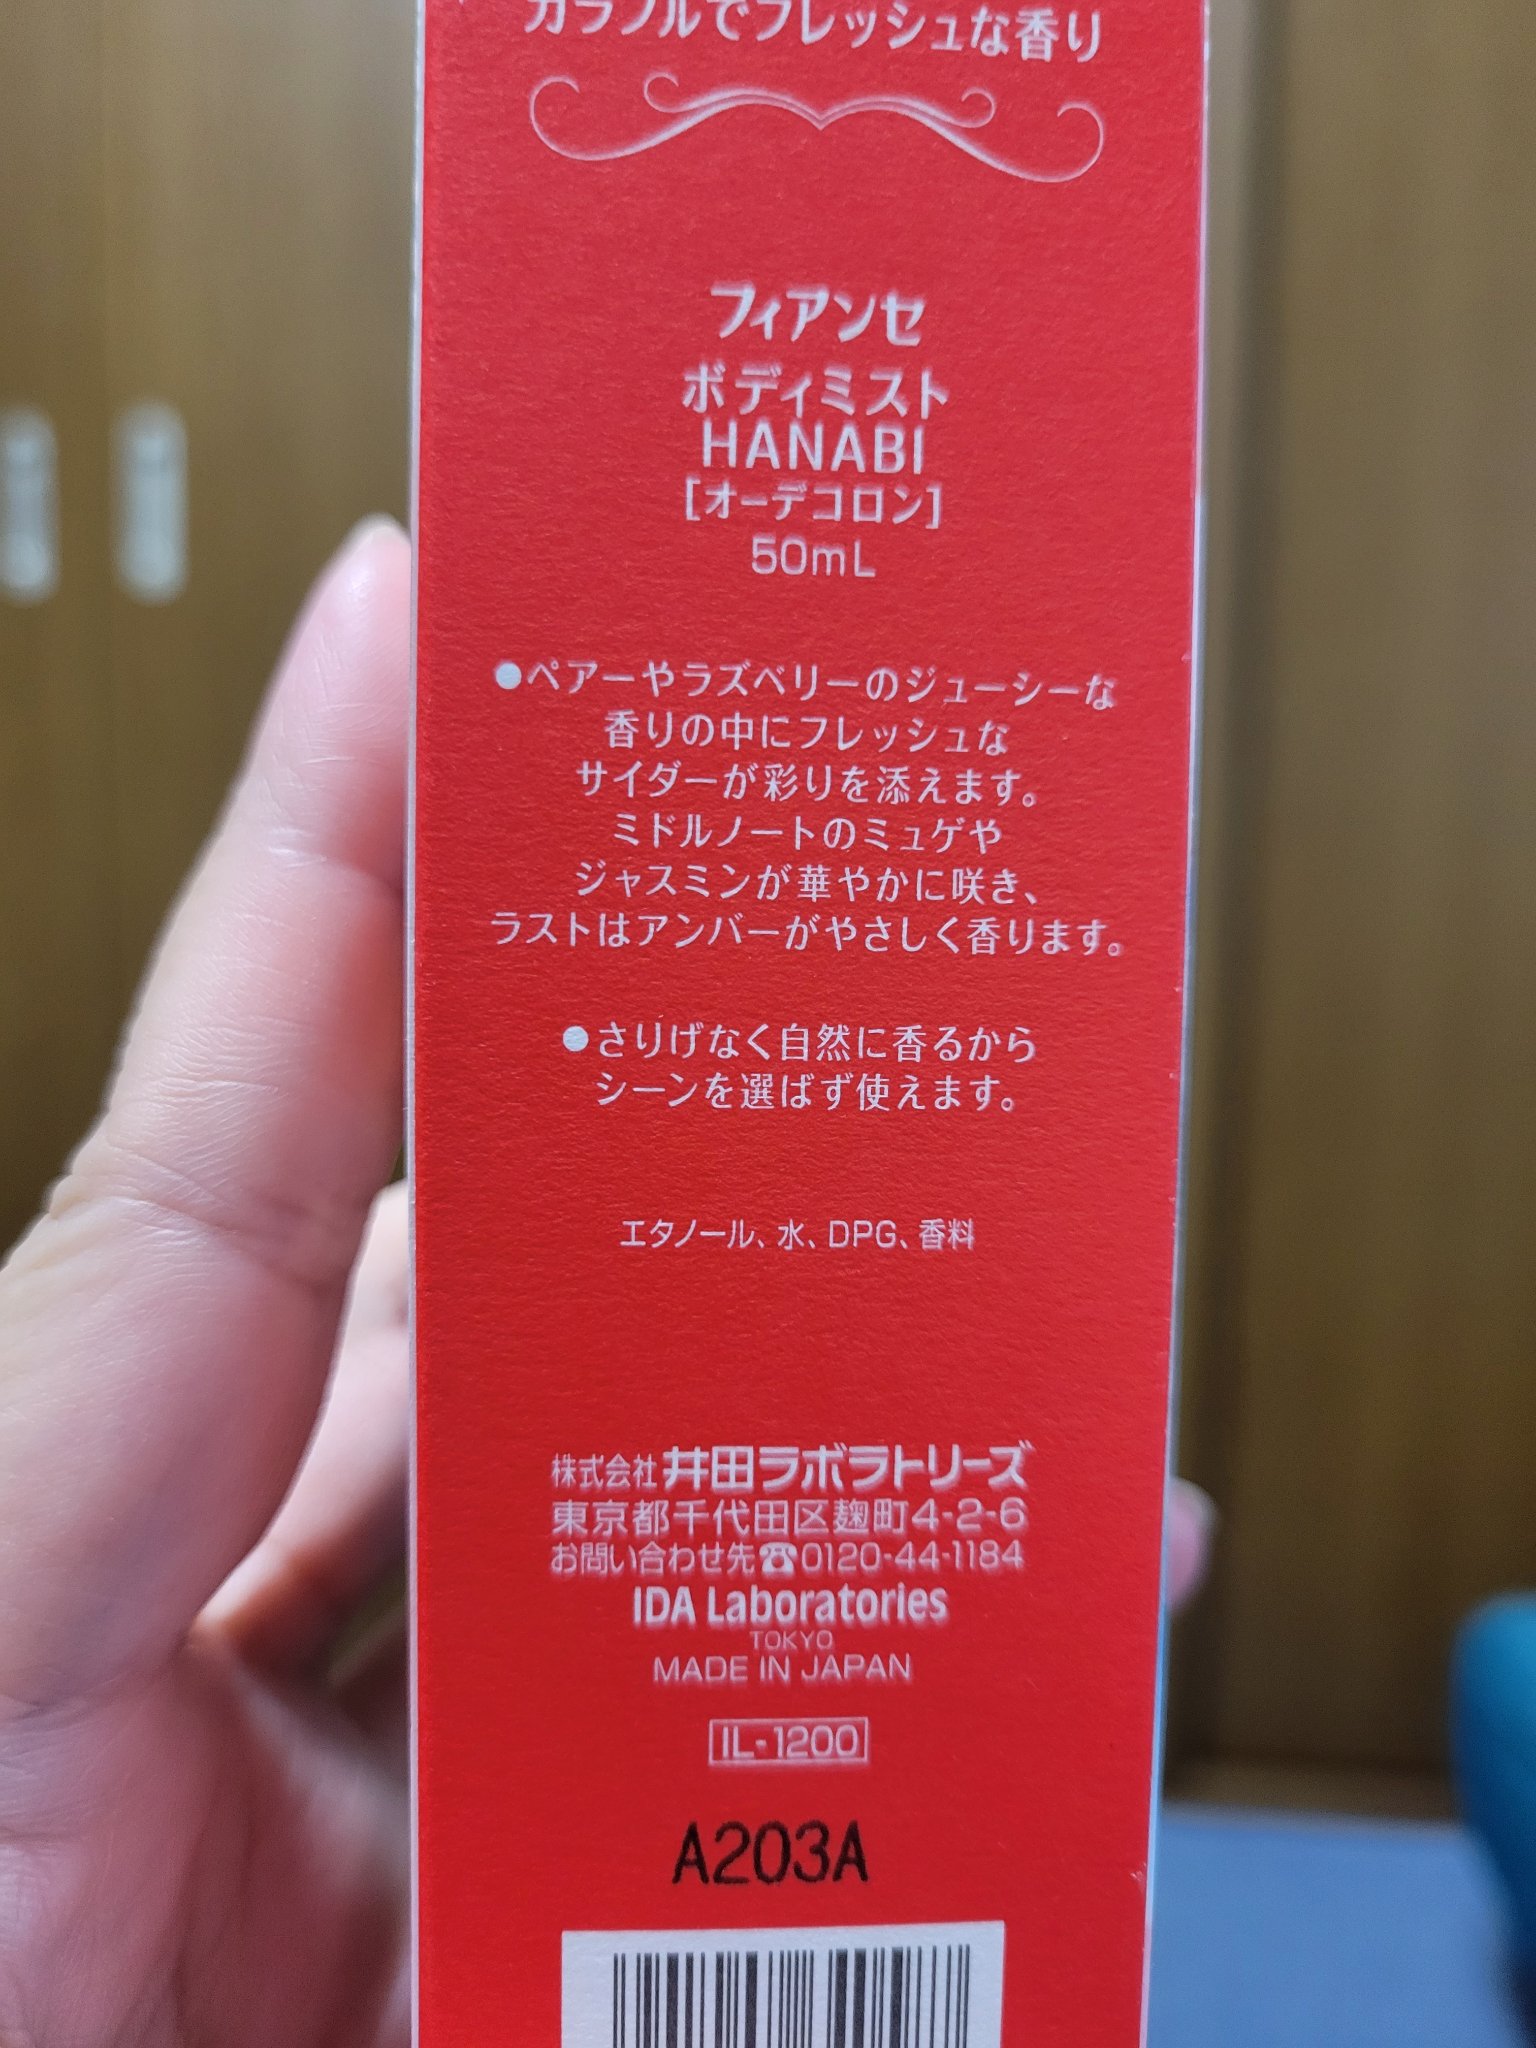 カラフルでフレッシュな香り
フィアンセ
ボディミスト
HANABI
[オーデコロン]
50mL
●ペアーやラズベリーのジューシーな
香りの中にフレッシュな
サイダーが彩りを添えます。
ミドルノートのミュゲや
ジャスミンが華やかに咲き、
ラストはアンバーがやさしく香ります。
●さりげなく自然に香るから
シーンを選ばず使えます。
エタノール、水、DPG、香料
株式会社 井田ラボラトリーズ
東京都千代田区麹町4-2-6
お問い合わせ先☎0120-44-1184
IDA Laboratories
TOKYO
MADE IN JAPAN
IL-1200
A203A